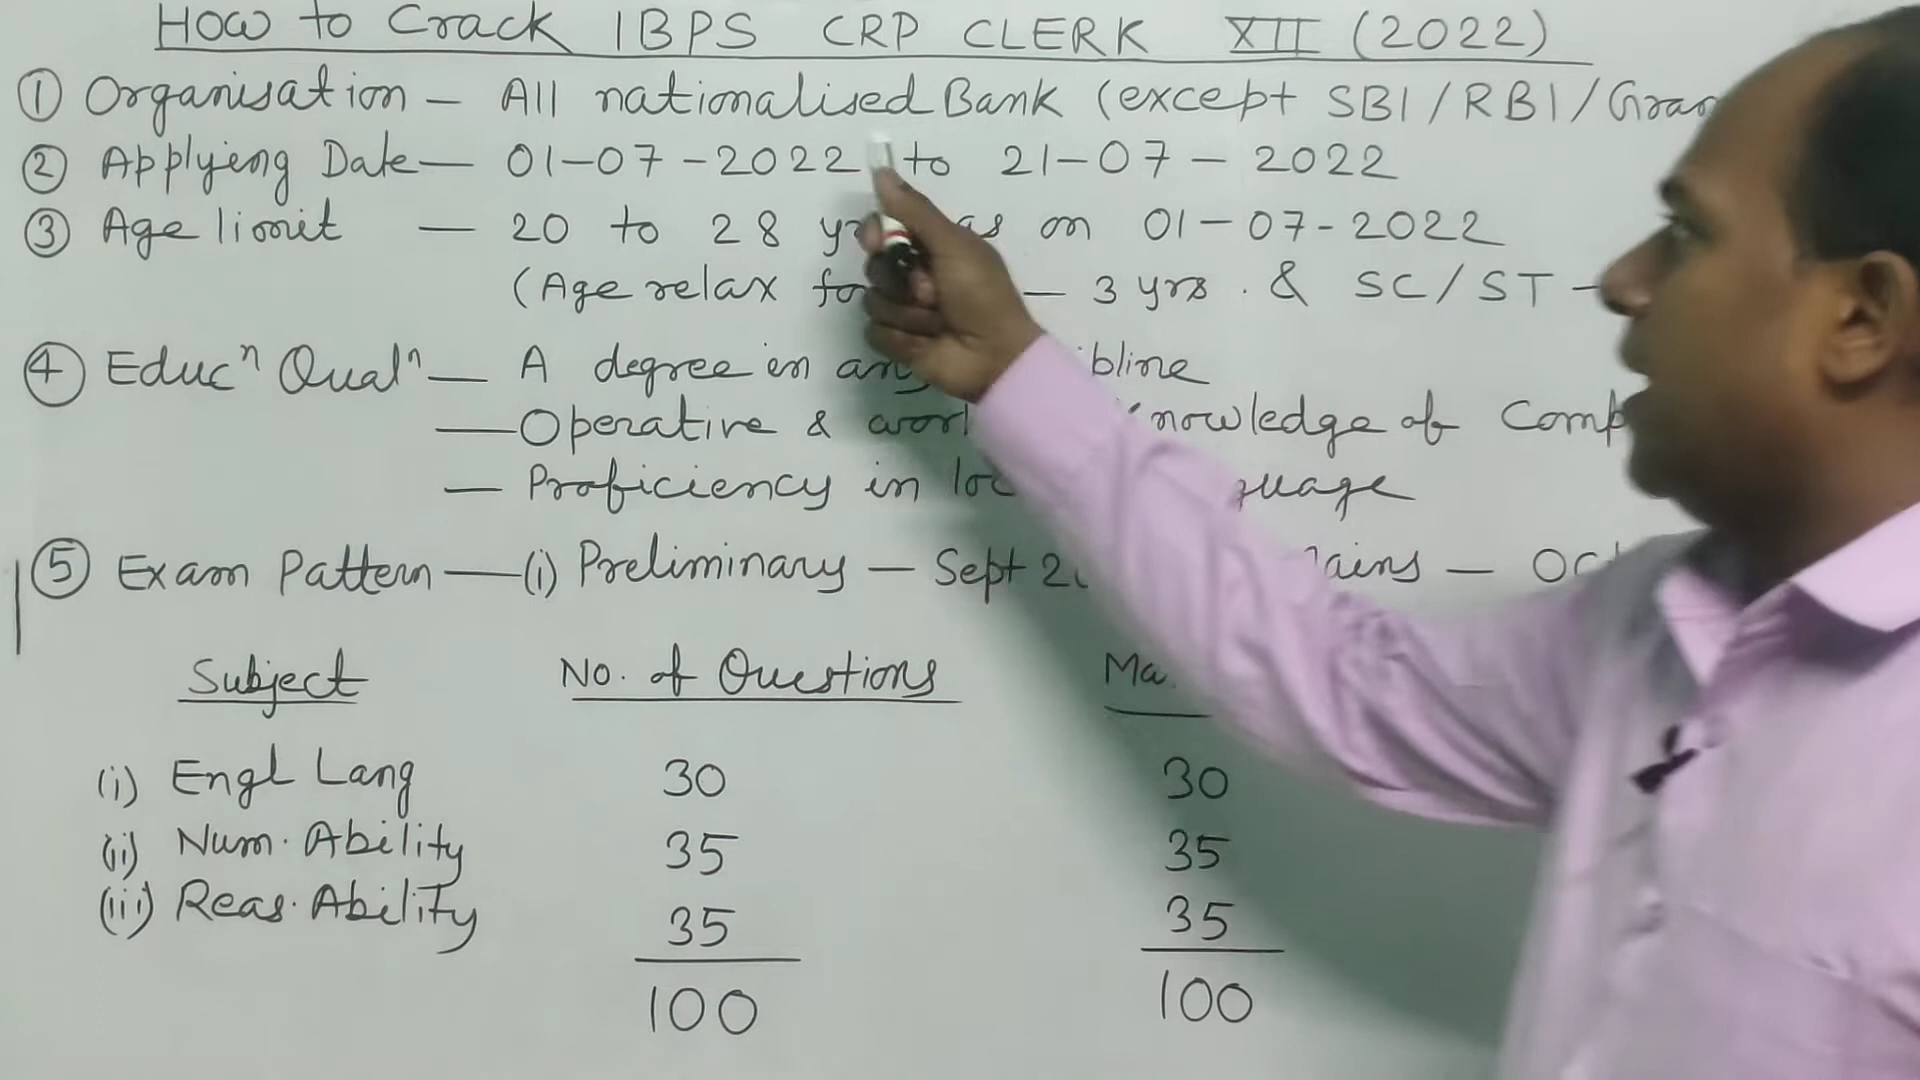 How to Crack IBPS CRP CLERK XII (2022)
① Organisation – All nationalised Bank (except SBI/RBI/
② Applying Date — 01-07-2022 to 21-07-2022
③ Age limit — 20 to 28 as on 01-07-2022
(Age relax — 3 yrs. & SC/ST –
④ Educⁿ Qualⁿ — A degree in
— Operative & of
— Proficiency in
⑤ Exam Pattern — (i) Preliminary — Sept —
Subject No. of Questions
(i) Engl Lang 30 30
(ii) Num. Ability 35 35
(iii) Reas. Ability 35 35
100 100